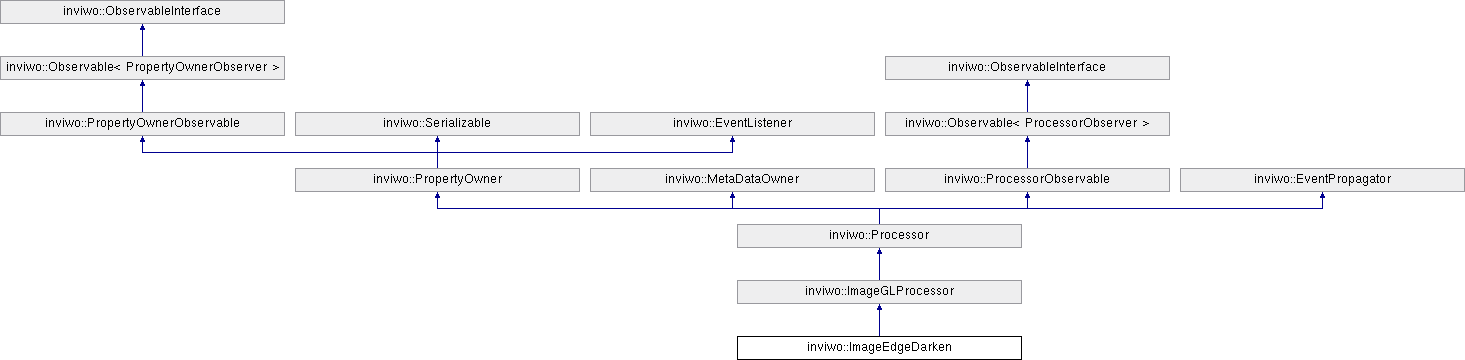 inviwo::ObservableInterface
inviwo::Observable< PropertyOwnerObserver >
inviwo::ObservableInterface
inviwo::PropertyOwnerObservable
inviwo::Serializable
inviwo::EventListener
inviwo::Observable< ProcessorObserver >
inviwo::PropertyOwner
inviwo::MetaDataOwner
inviwo::ProcessorObservable
inviwo::EventPropagator
inviwo::Processor
inviwo::ImageGLProcessor
inviwo::ImageEdgeDarken